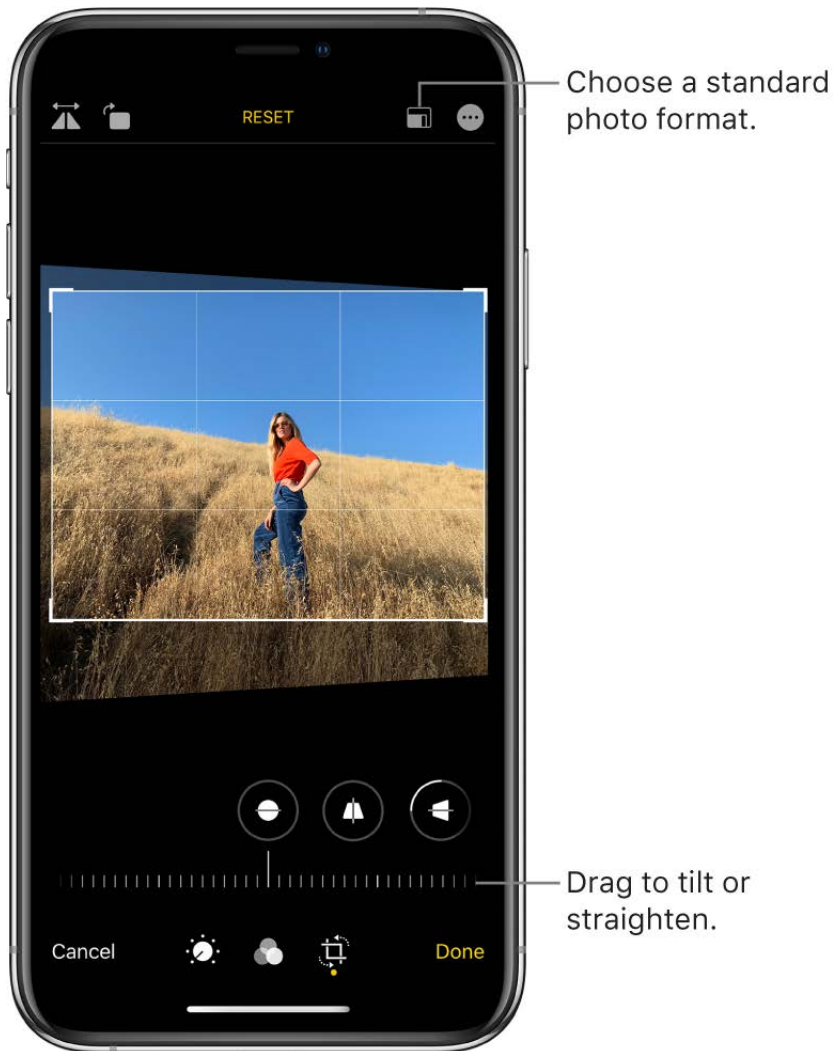 Choose a standard
photo format.
RESET
Drag to tilt or
straighten.
Cancel
Done